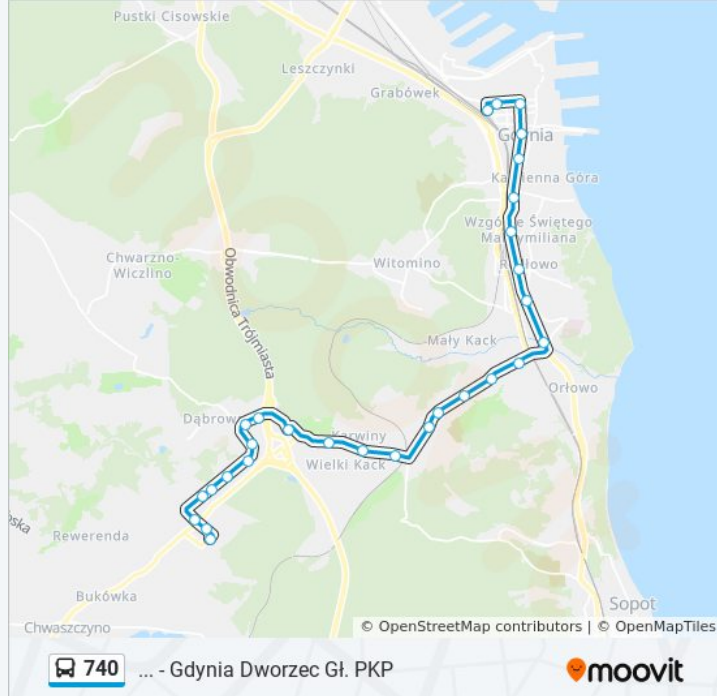 Pustki Cisowskie
Leszczynki
Grabówek
Gdynia
Kamienna Góra
Wzgórze Świętego
Maksymiliana
Chwarzno-
Wiczlino
Witomino
Redłowo
Obwodnica Trójmiasta
Mały Kack
Orłowo
Dąbrowa
Karwiny
Wielki Kack
Rewerenda
Bukówka
Sopot
Chwaszczyno
© OpenStreetMap contributors | © OpenMapTiles
740 ... - Gdynia Dworzec Gł. PKP
moovit